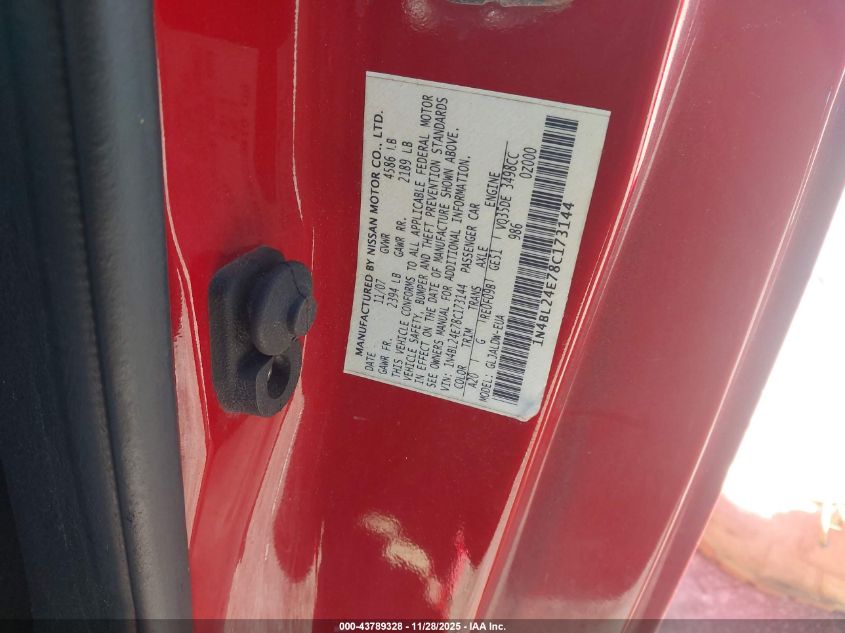 MANUFACTURED BY NISSAN MOTOR CO., LTD.
DATE 11/07 GVWR 4586 LB
GAWR FR. 2394 LB GAWR RR. 2189 LB
THIS VEHICLE CONFORMS TO ALL APPLICABLE FEDERAL MOTOR
VEHICLE SAFETY, BUMPER AND THEFT PREVENTION STANDARDS
IN EFFECT ON THE DATE OF MANUFACTURE SHOWN ABOVE.
SEE OWNERS MANUAL FOR ADDITIONAL INFORMATION.
VIN: 1N4BL24E78C173144 PASSENGER CAR
COLOR TRIM TRANS AXLE ENGINE
A20 G RE0F09B GE51 VQ35DE 3498CC
MODEL: GL3ALDW-EUA 986 0Z000
1N4BL24E78C173144
000-43789328 - 11/28/2025 - IAA Inc.